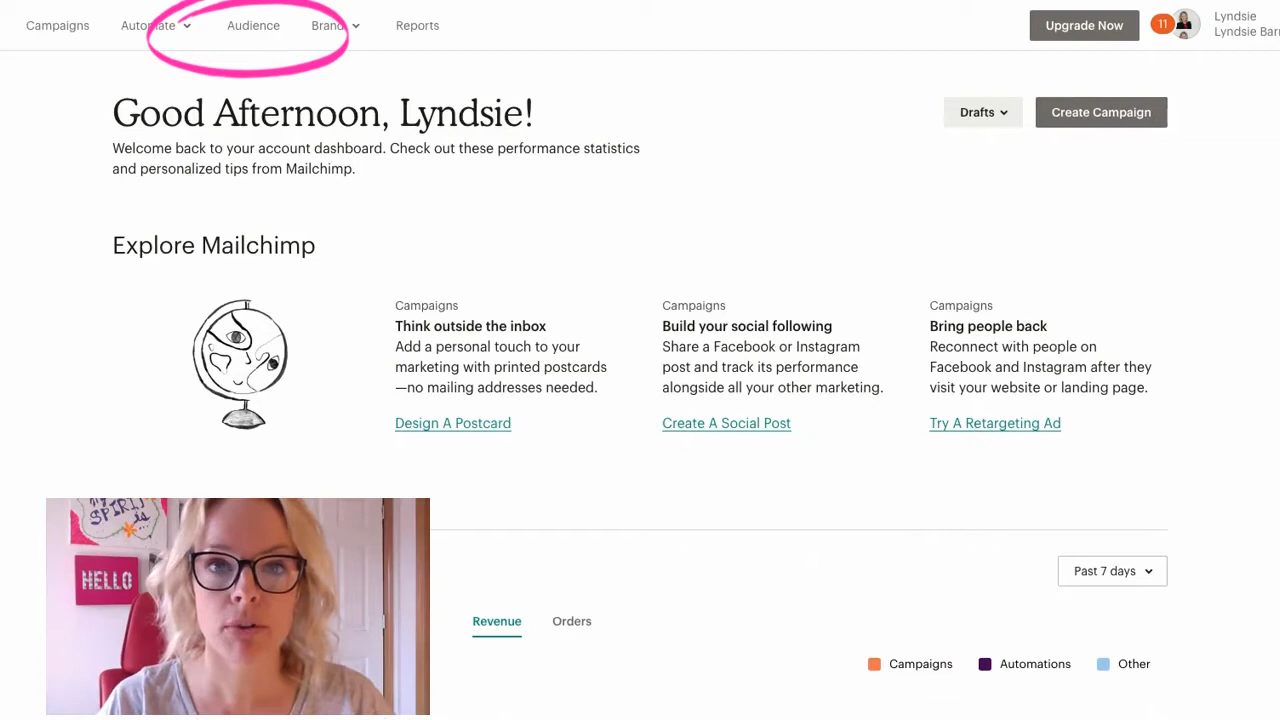 Campaigns Automate Audience Brand Reports
Upgrade Now
11
Lyndsie
Lyndsie Bar
Good Afternoon, Lyndsie!
Drafts
Create Campaign
Welcome back to your account dashboard. Check out these performance statistics
and personalized tips from Mailchimp.
Explore Mailchimp
Campaigns
Think outside the inbox
Add a personal touch to your
marketing with printed postcards
—no mailing addresses needed.
Design A Postcard
Campaigns
Build your social following
Share a Facebook or Instagram
post and track its performance
alongside all your other marketing.
Create A Social Post
Campaigns
Bring people back
Reconnect with people on
Facebook and Instagram after they
visit your website or landing page.
Try A Retargeting Ad
SPIRIT
HELLO
Past 7 days
Revenue Orders
Campaigns Automations Other